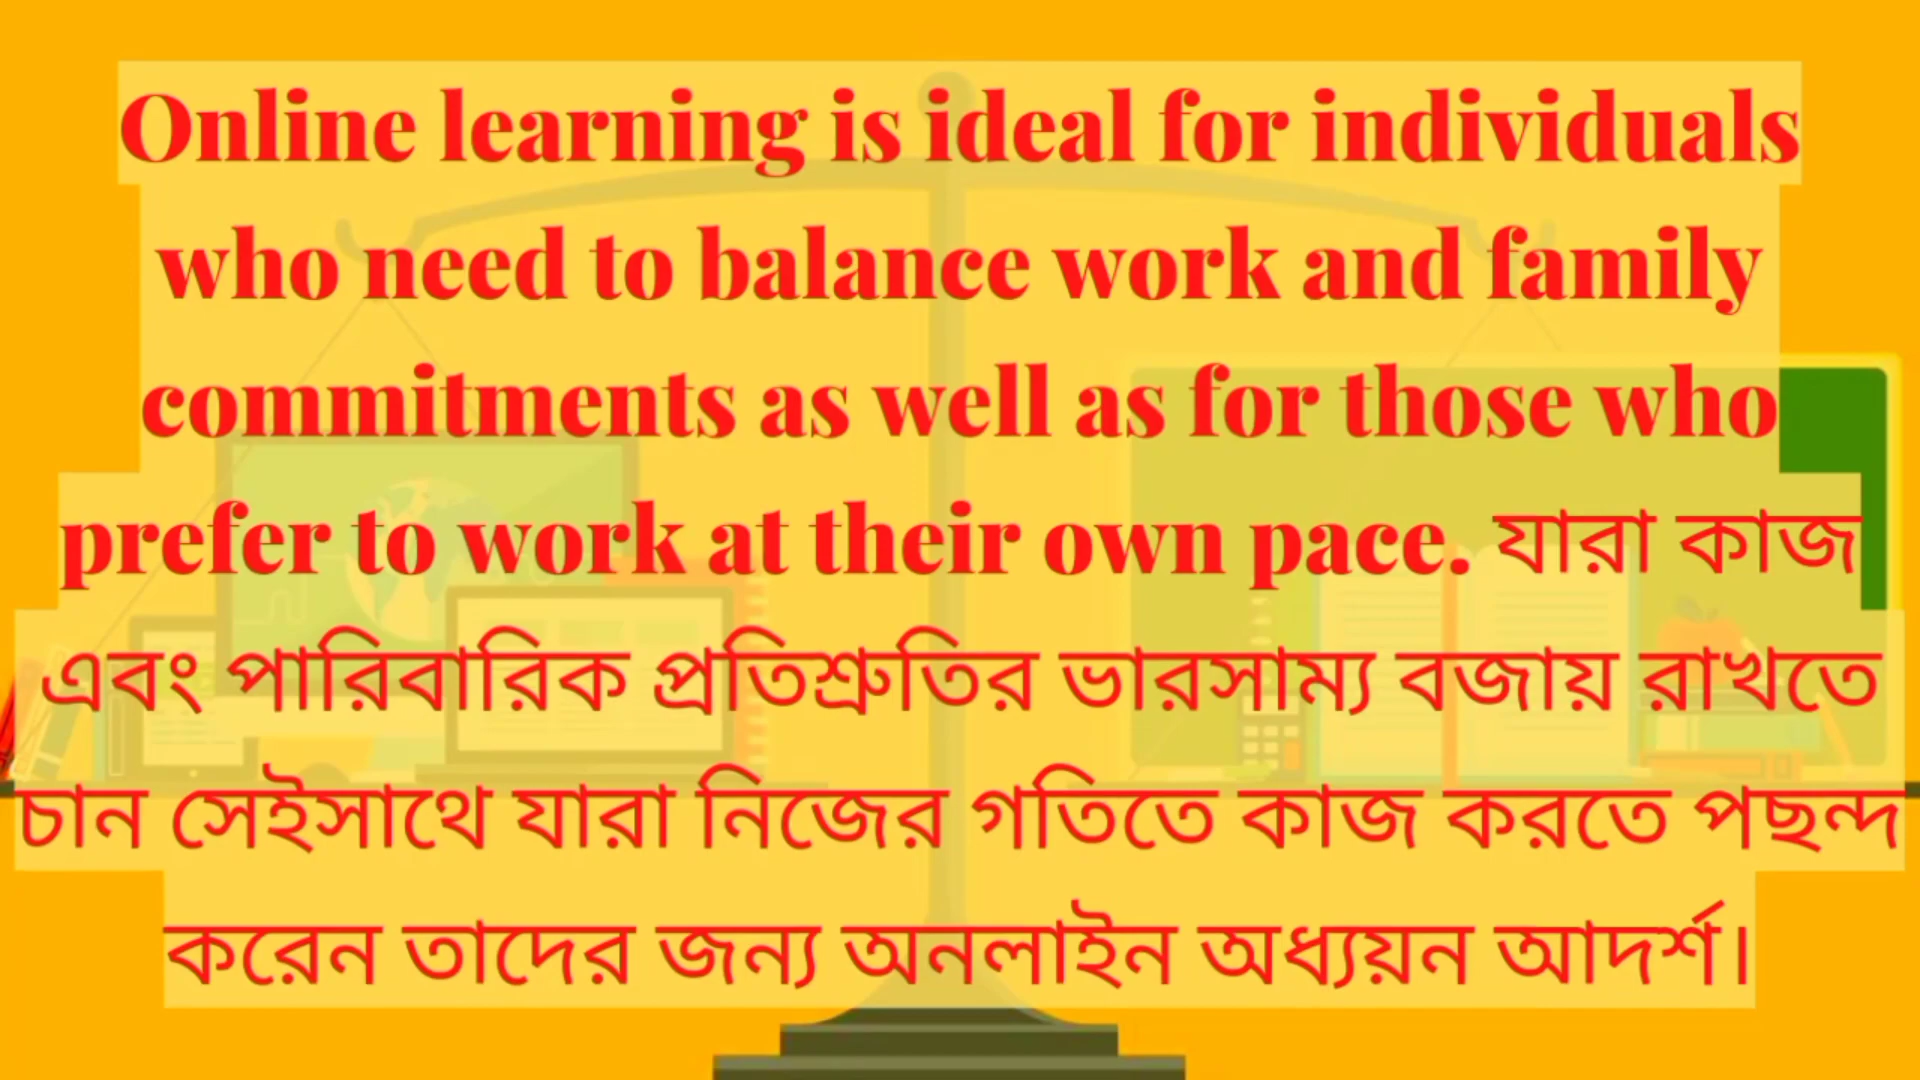 Online learning is ideal for individuals
who need to balance work and family
commitments as well as for those who
prefer to work at their own pace. যারা কাজ
এবং পারিবারিক প্রতিশ্রুতির ভারসাম্য বজায় রাখতে
চান সেইসাথে যারা নিজের গতিতে কাজ করতে পছন্দ
করেন তাদের জন্য অনলাইন অধ্যয়ন আদর্শ।